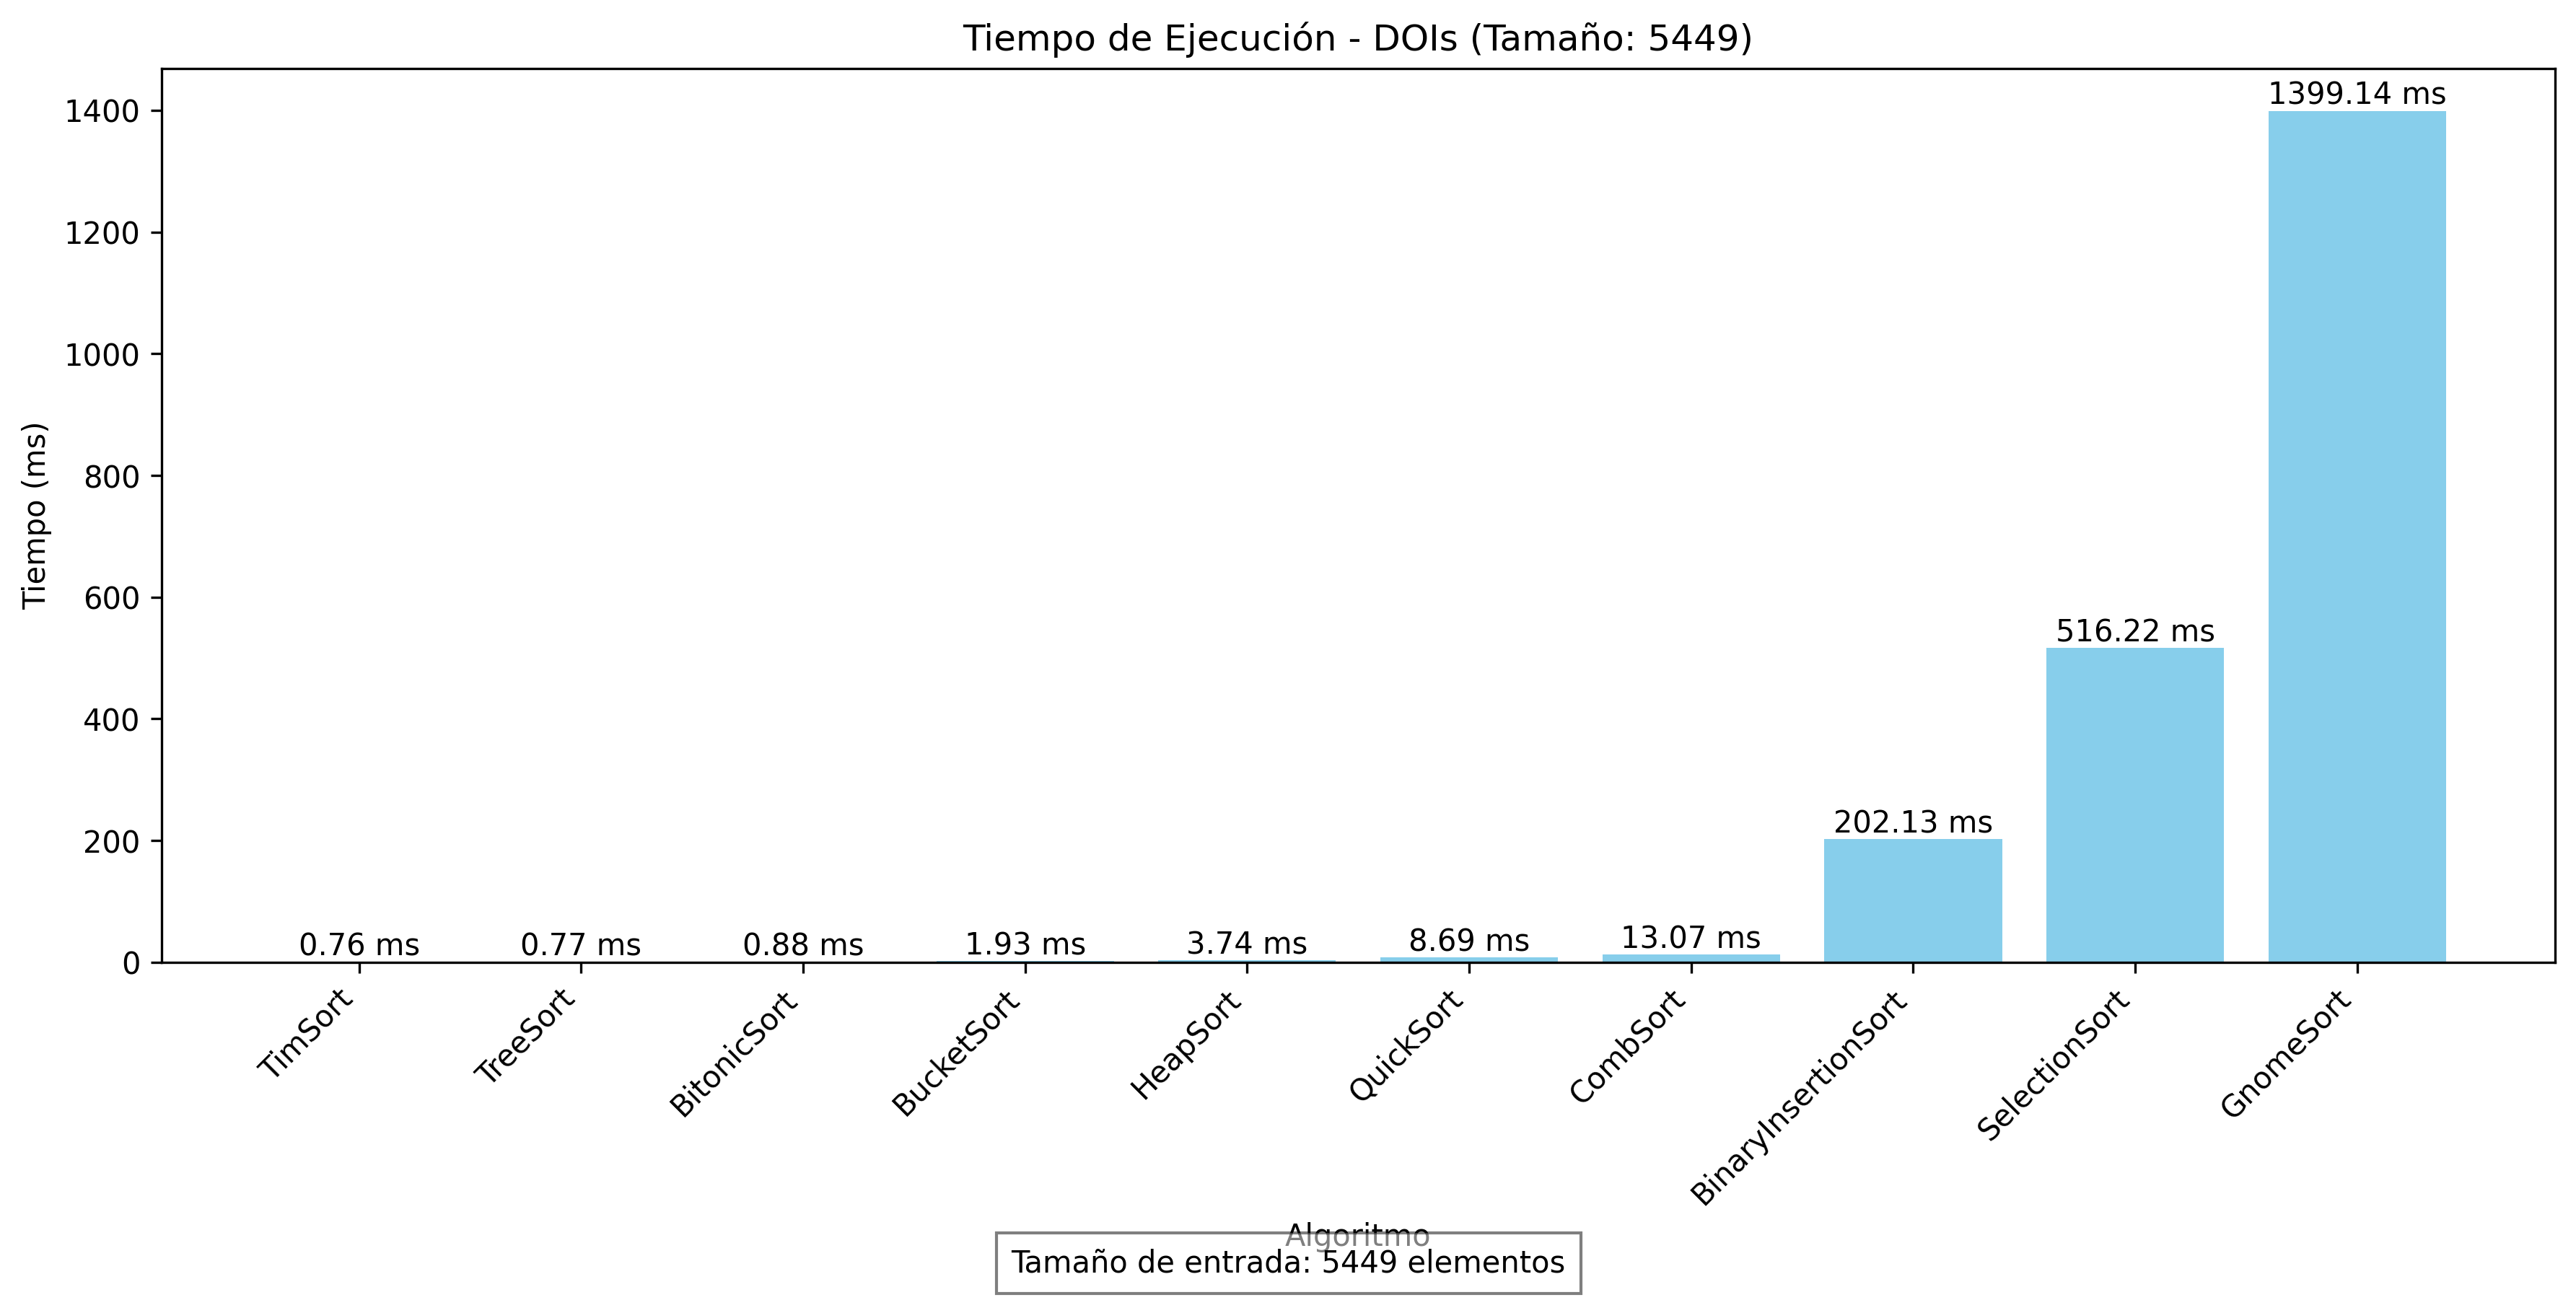 Tiempo de Ejecución - DOIs (Tamaño: 5449)
Tiempo (ms)
1400
1200
1000
800
600
400
200
0
0.76 ms
0.77 ms
0.88 ms
1.93 ms
3.74 ms
8.69 ms
13.07 ms
202.13 ms
516.22 ms
1399.14 ms
TimSort
TreeSort
BitonicSort
BucketSort
HeapSort
QuickSort
CombSort
BinaryInsertionSort
SelectionSort
GnomeSort
Algoritmo
Tamaño de entrada: 5449 elementos